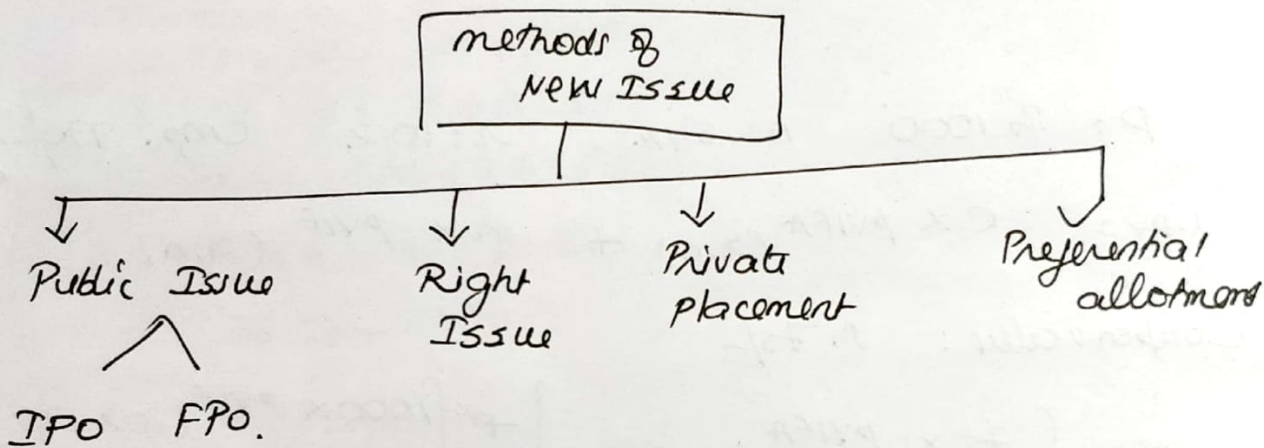 methods of
New Issue
Public Issue
Right
Issue
Private
placement
Preferential
allotment
IPO FPO.